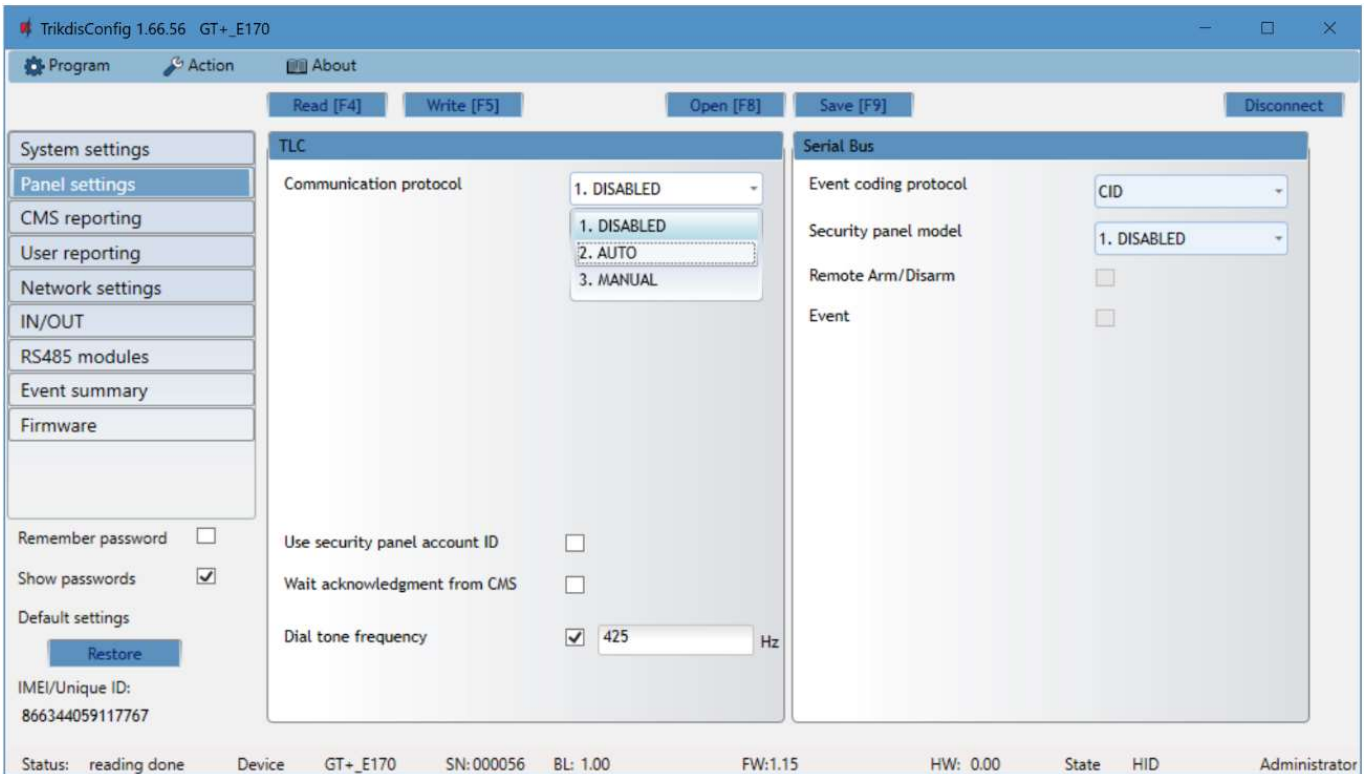 TrikdisConfig 1.66.56 GT+_E170
Program Action About
Read [F4] Write [F5] Open [F8] Save [F9] Disconnect
System settings
Panel settings
CMS reporting
User reporting
Network settings
IN/OUT
RS485 modules
Event summary
Firmware
Remember password
Show passwords
Default settings
Restore
IMEI/Unique ID:
866344059117767
TLC
Communication protocol 1. DISABLED
1. DISABLED
2. AUTO
3. MANUAL
Use security panel account ID
Wait acknowledgment from CMS
Dial tone frequency 425 Hz
Serial Bus
Event coding protocol CID
Security panel model 1. DISABLED
Remote Arm/Disarm
Event
Status: reading done Device GT+_E170 SN:000056 BL: 1.00 FW:1.15 HW: 0.00 State HID Administrator